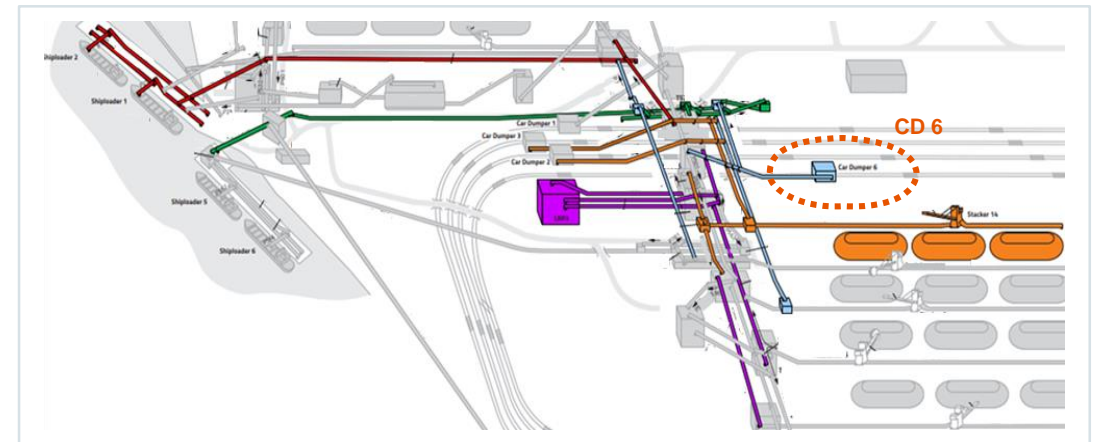 Shiploader 2
Shiploader 1
Car Dumper 1
Car Dumper 3
Car Dumper 2
CD 6
Car Dumper 6
Shiploader 5
Stacker 14
Shiploader 6